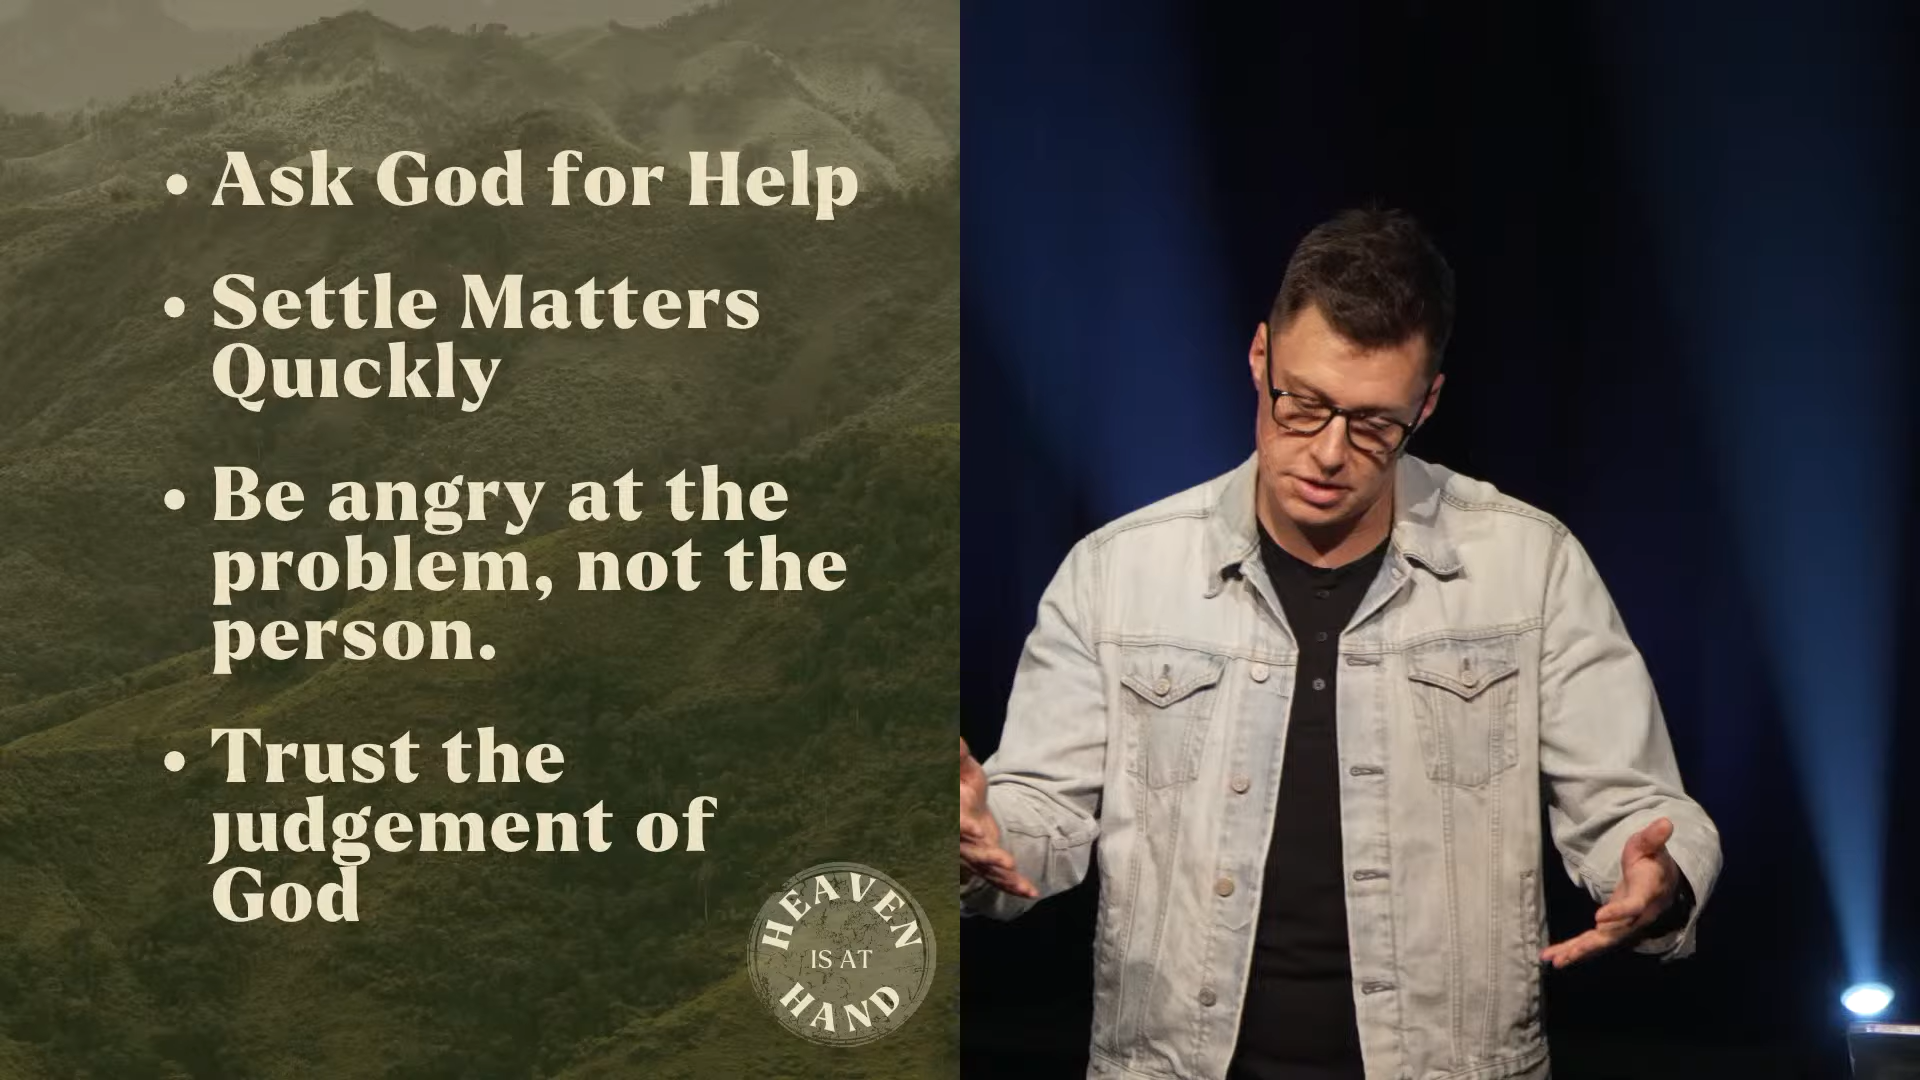 • Ask God for Help
• Settle Matters
Quickly
• Be angry at the
problem, not the
person.
• Trust the
judgement of
God
HEAVEN
IS AT
HAND